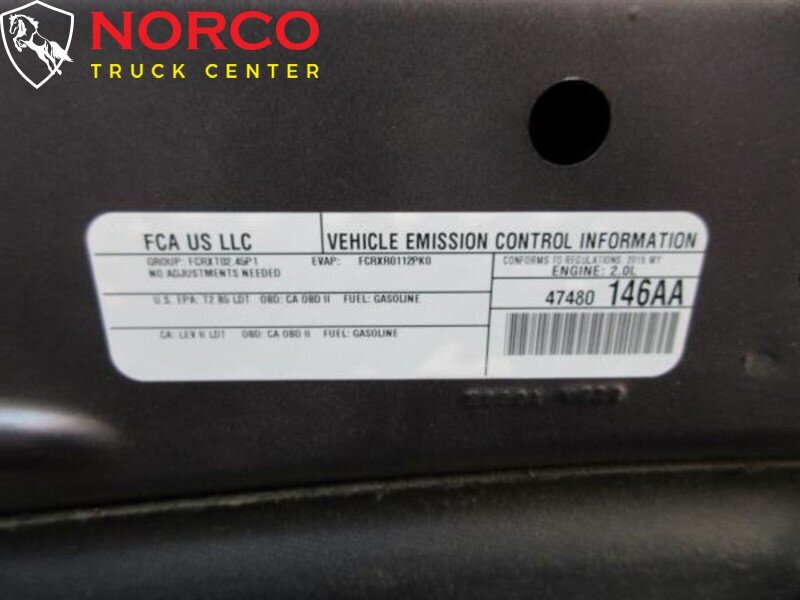 NORCO
TRUCK CENTER
FCA US LLC
VEHICLE EMISSION CONTROL INFORMATION
GROUP: FCRXT02.45P1 EVAP: FCRXR0112PK0
NO ADJUSTMENTS NEEDED
CONFORMS TO REGULATIONS: MY
ENGINE: 2.0L
U.S. EPA: T2 B5 LDT OBD: CA OBD II FUEL: GASOLINE
47480 146AA
CA: LEV II LDT OBD: CA OBD II FUEL: GASOLINE